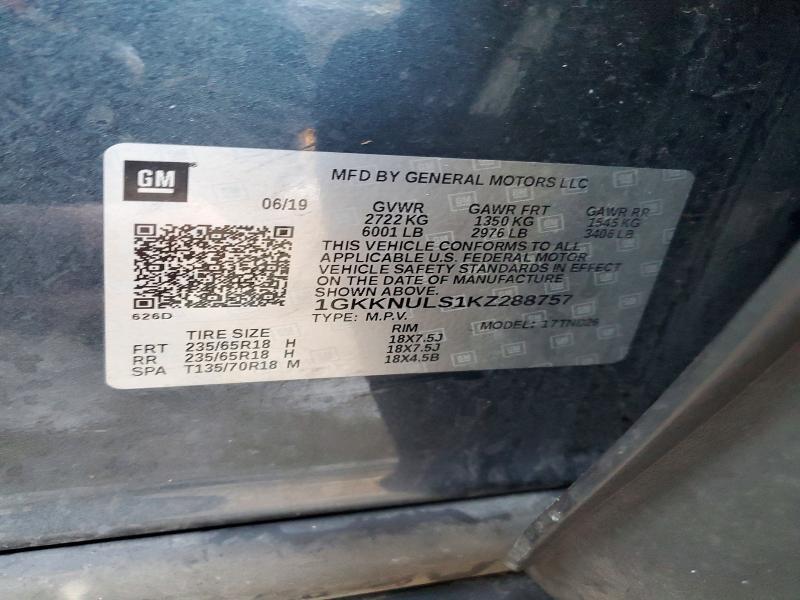 GM
MFD BY GENERAL MOTORS LLC
06/19
GVWR GAWR FRT GAWR RR
2722 KG 1350 KG 1545 KG
6001 LB 2976 LB 3406 LB
THIS VEHICLE CONFORMS TO ALL
APPLICABLE U.S. FEDERAL MOTOR
VEHICLE SAFETY STANDARDS IN EFFECT
ON THE DATE OF MANUFACTURE
SHOWN ABOVE.
1GKKNULS1KZ288757
626D
TYPE: M.P.V. MODEL: 17TND26
TIRE SIZE RIM
FRT 235/65R18 H 18X7.5J
RR 235/65R18 H 18X7.5J
SPA T135/70R18 M 18X4.5B